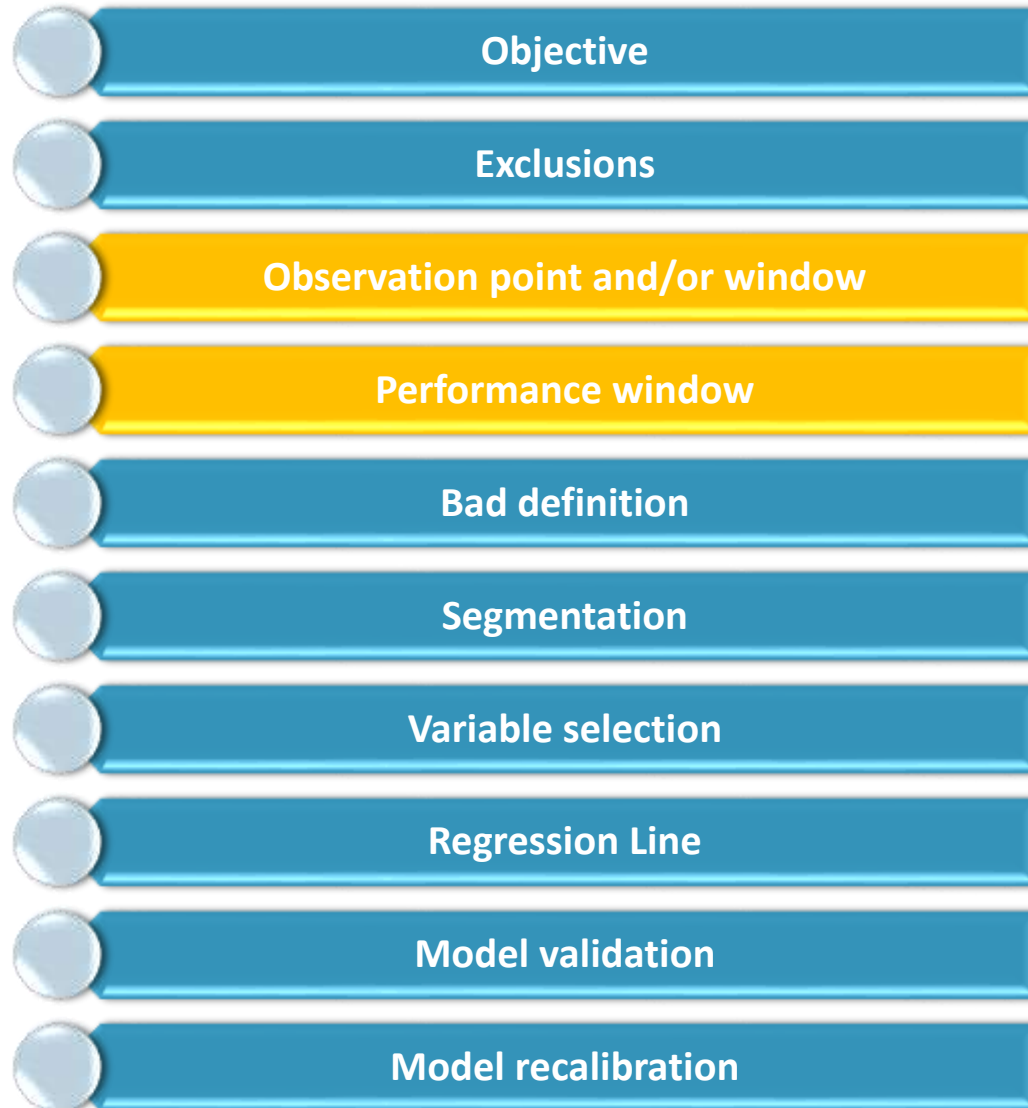 Objective
Exclusions
Observation point and/or window
Performance window
Bad definition
Segmentation
Variable selection
Regression Line
Model validation
Model recalibration